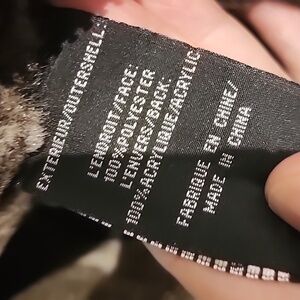 EXTERIEUR/OUTERSHELL:
L'ENDROIT/FACE:
100%POLYESTER
L'ENVERS/BACK:
100%ACRYLIQUE/ACRYLIC
FABRIQUE EN CHINE/
MADE IN CHINA